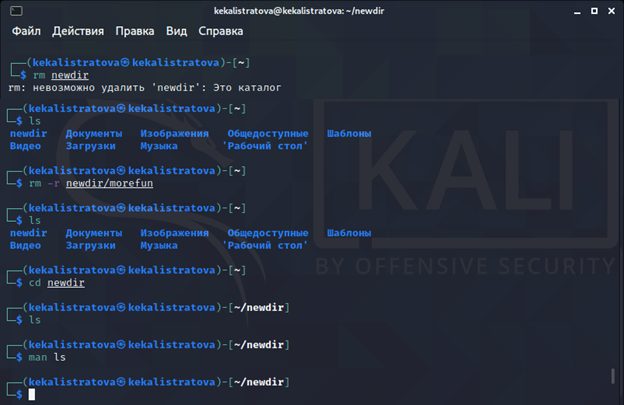 kekalistratova@kekalistratova: ~/newdir
Файл Действия Правка Вид Справка
┌──(kekalistratova㉿kekalistratova)-[~]
└─$ rm newdir
rm: невозможно удалить 'newdir': Это каталог
┌──(kekalistratova㉿kekalistratova)-[~]
└─$ ls
newdir Документы Изображения Общедоступные Шаблоны
Видео Загрузки Музыка 'Рабочий стол'
┌──(kekalistratova㉿kekalistratova)-[~]
└─$ rm -r newdir/morefun
┌──(kekalistratova㉿kekalistratova)-[~]
└─$ ls
newdir Документы Изображения Общедоступные Шаблоны
Видео Загрузки Музыка 'Рабочий стол'
┌──(kekalistratova㉿kekalistratova)-[~]
└─$ cd newdir
┌──(kekalistratova㉿kekalistratova)-[~/newdir]
└─$ ls
┌──(kekalistratova㉿kekalistratova)-[~/newdir]
└─$ man ls
┌──(kekalistratova㉿kekalistratova)-[~/newdir]
└─$
KALI
BY OFFENSIVE SECURITY